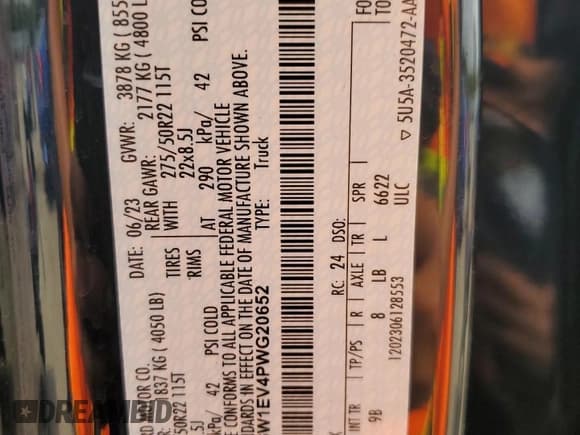 RD MOTOR CO.
DATE: 06/23 GVWR: 3878 KG ( 855
1837 KG ( 4050 LB) REAR GAWR: 2177 KG ( 4800 L
50R22 115T TIRES WITH 275/50R22 115T
8.5J RIMS 22x8.5J
kPa/ 42 PSI COLD AT 290 kPa/ 42 PSI COLD
CONFORMS TO ALL APPLICABLE FEDERAL MOTOR VEHICLE
STANDARDS IN EFFECT ON THE DATE OF MANUFACTURE SHOWN ABOVE.
W1EV4PWG20652 TYPE: Truck
RC: 24 DSO: FO
INT TR TP/PS R AXLE TR SPR TO
9B 8 LB L 6622
ULC
1202306128553 ▽ 5U5A-3520472-AA
DREAMBID